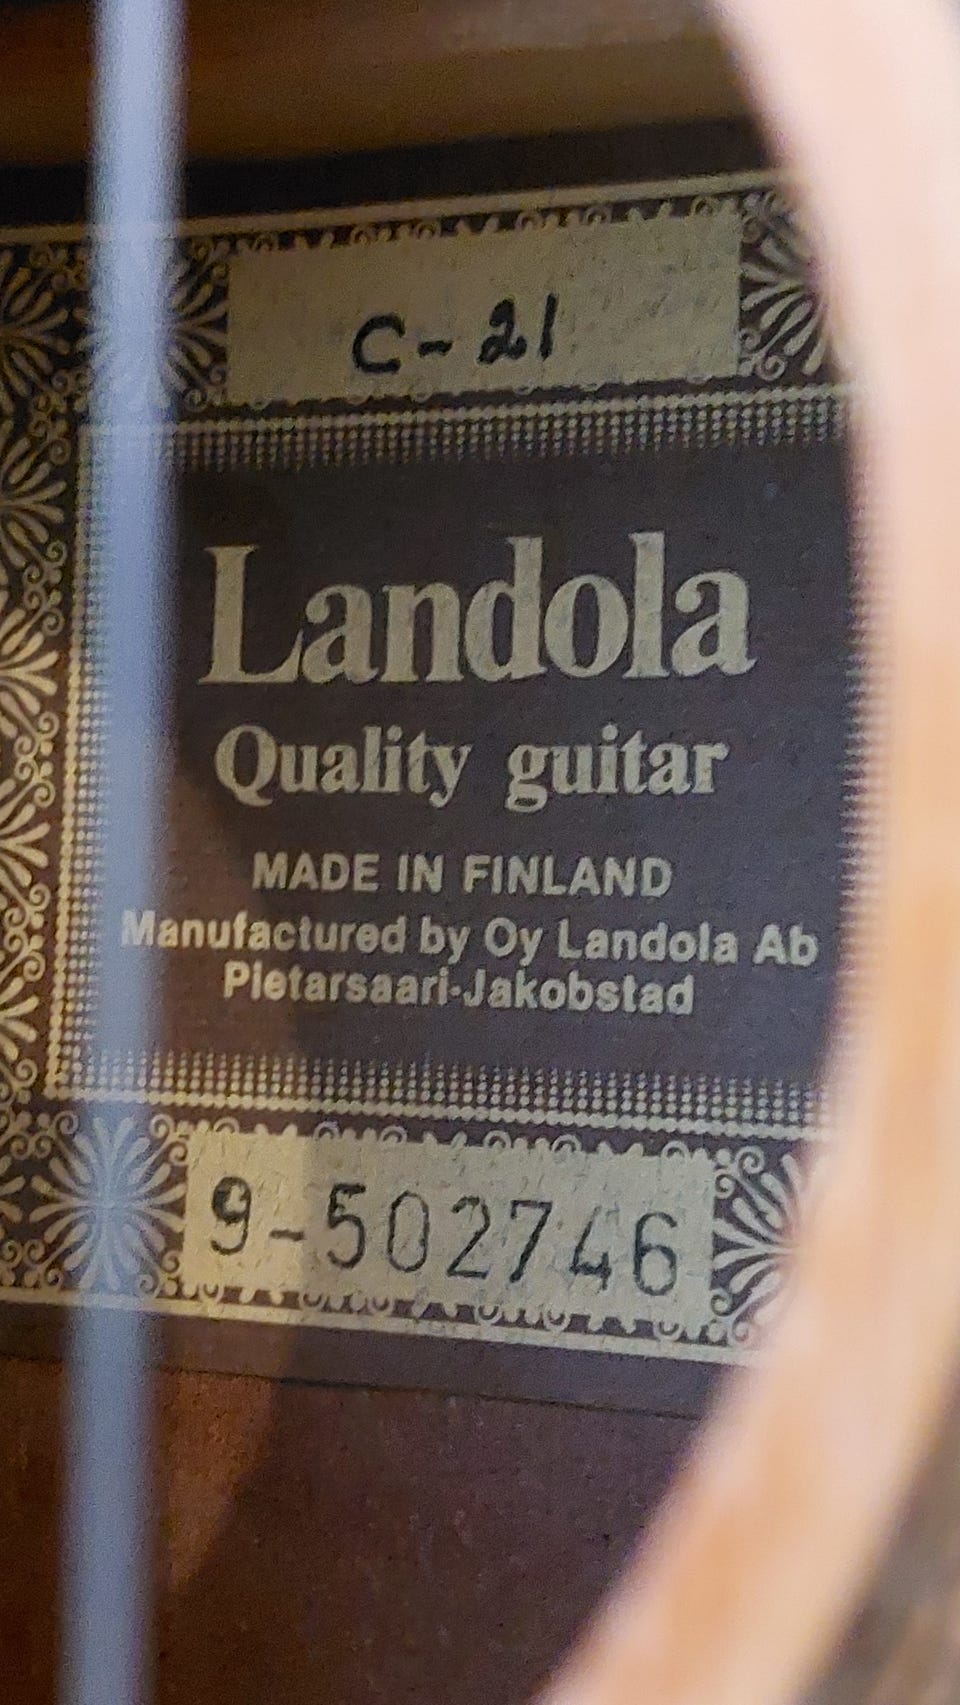 C-21
Landola
Quality guitar
MADE IN FINLAND
Manufactured by Oy Landola Ab
Pietarsaari-Jakobstad
9-502746